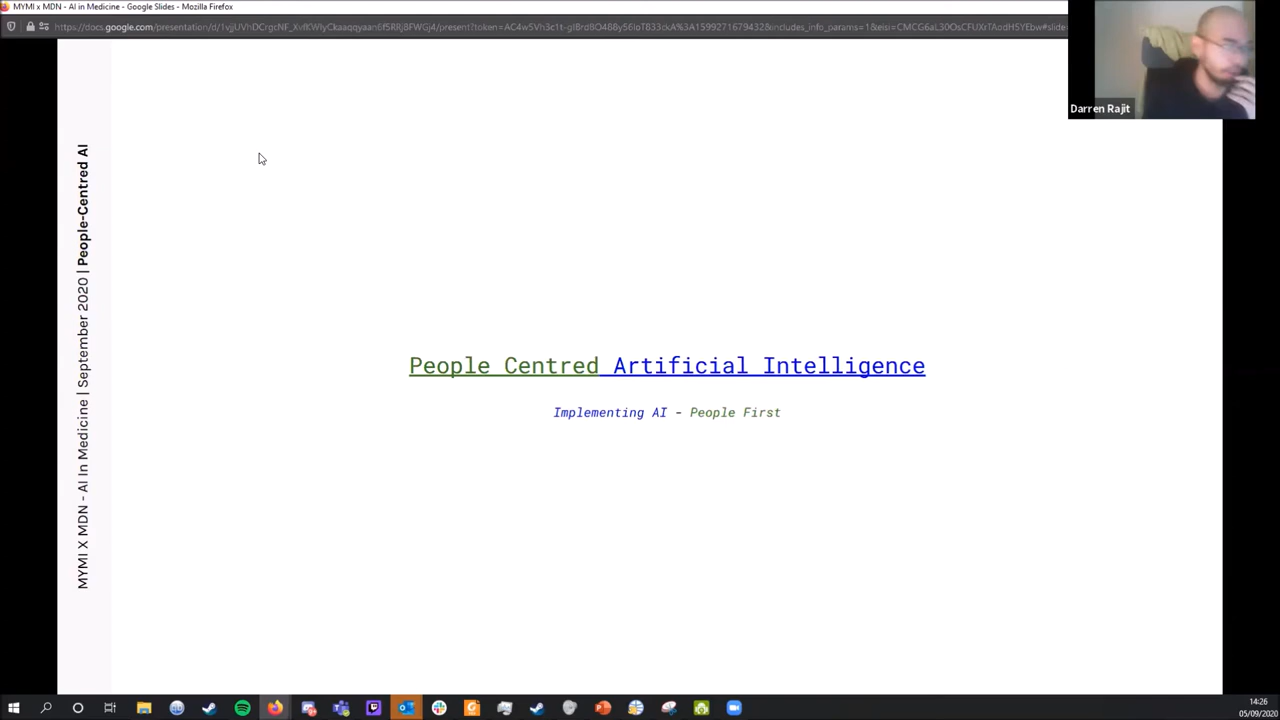 MYMI x MDN - AI in Medicine - Google Slides - Mozilla Firefox
Darren Rajit
MYMI X MDN - AI In Medicine | September 2020 | People-Centred AI
People Centred Artificial Intelligence
Implementing AI - People First
14:26
05/09/2020